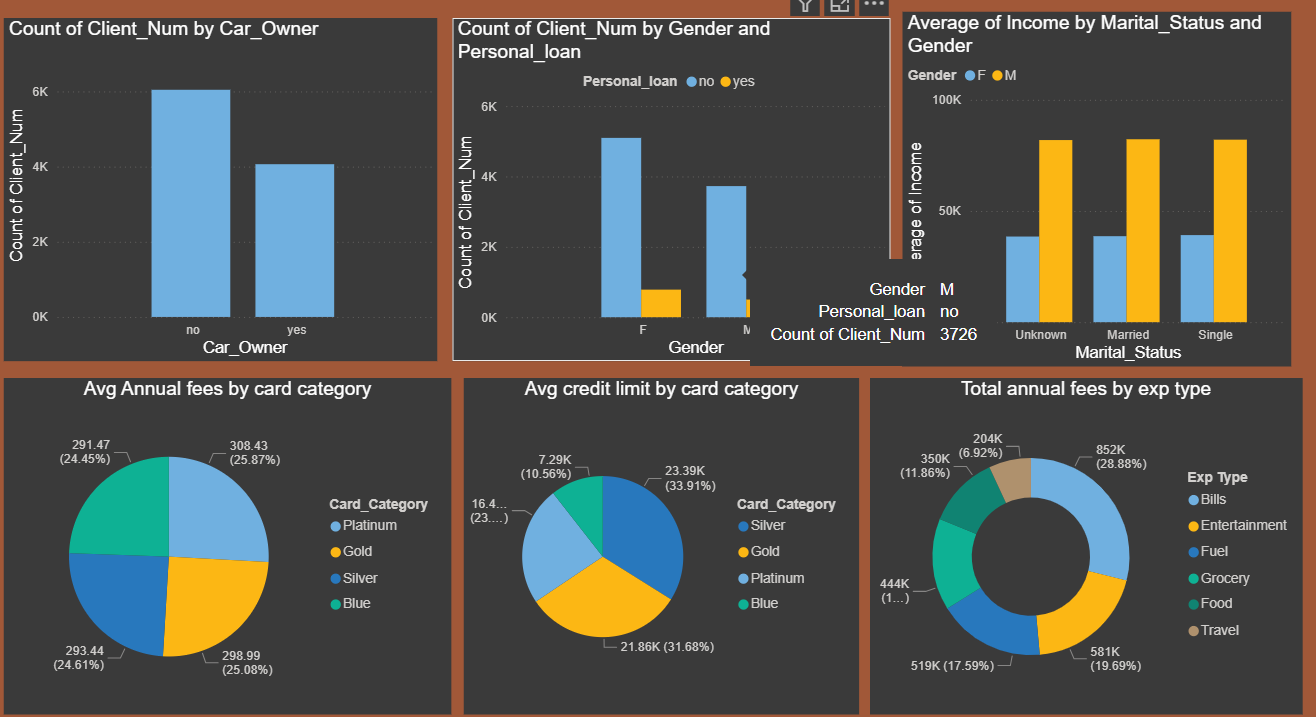 Count of Client_Num by Car_Owner
Count of Client_Num
6K
4K
2K
0K
no
yes
Car_Owner
Count of Client_Num by Gender and
Personal_loan
Personal_loan no yes
Count of Client_Num
6K
4K
2K
0K
F
M
Gender
Gender M
Personal_loan no
Count of Client_Num 3726
Average of Income by Marital_Status and
Gender
Gender F M
erage of Income
100K
50K
Unknown
Married
Single
Marital_Status
Avg Annual fees by card category
291.47
(24.45%)
308.43
(25.87%)
293.44
(24.61%)
298.99
(25.08%)
Card_Category
Platinum
Gold
Silver
Blue
Avg credit limit by card category
7.29K
(10.56%)
23.39K
(33.91%)
16.4...
(23....)
21.86K (31.68%)
Card_Category
Silver
Gold
Platinum
Blue
Total annual fees by exp type
204K
(6.92%)
852K
(28.88%)
350K
(11.86%)
444K
(1...)
519K (17.59%)
581K
(19.69%)
Exp Type
Bills
Entertainment
Fuel
Grocery
Food
Travel